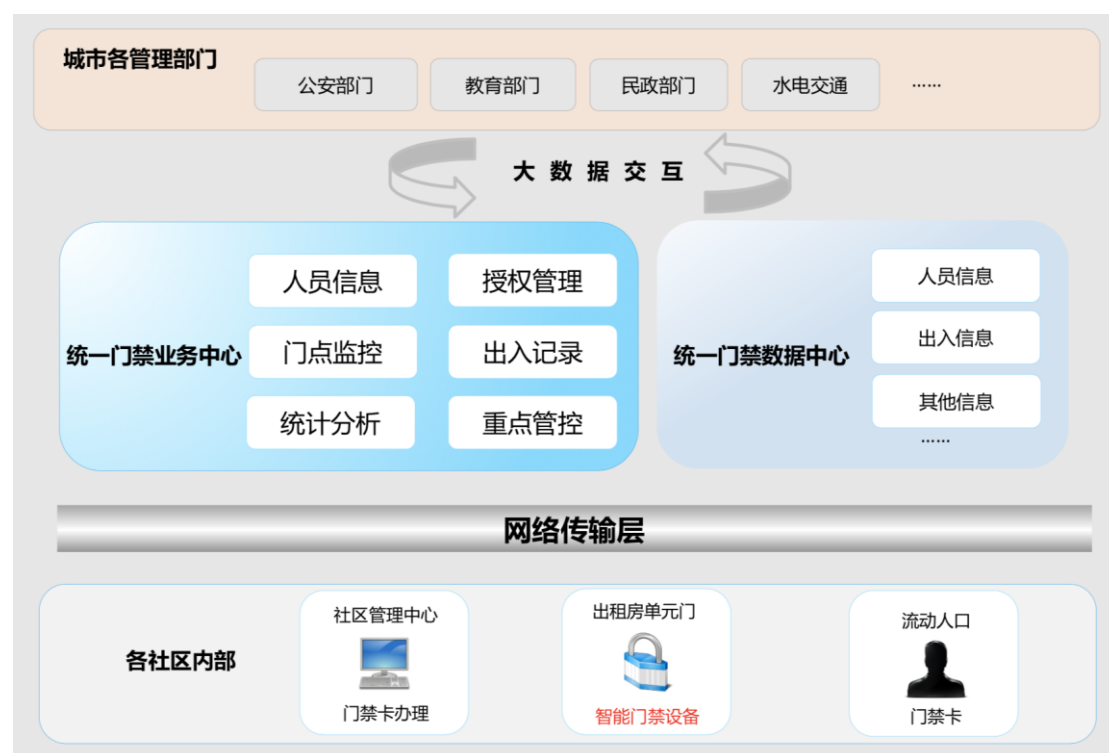 城市各管理部门
公安部门
教育部门
民政部门
水电交通
......
大数据交互
统一门禁业务中心
人员信息
授权管理
门点监控
出入记录
统计分析
重点管控
统一门禁数据中心
人员信息
出入信息
其他信息
......
网络传输层
各社区内部
社区管理中心
门禁卡办理
出租房单元门
智能门禁设备
流动人口
门禁卡